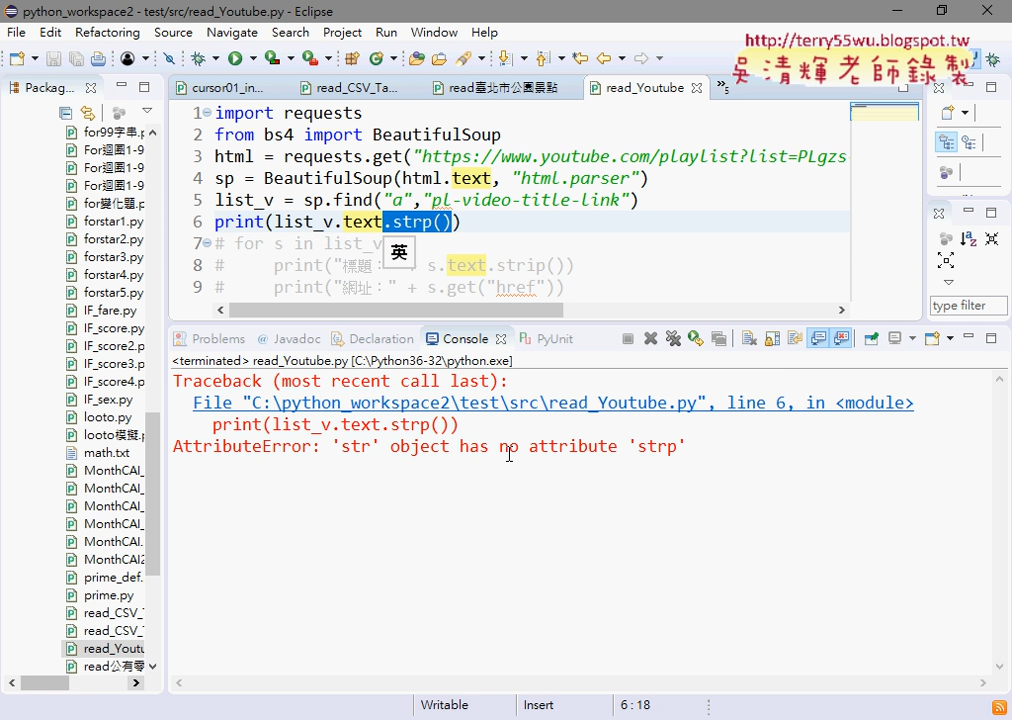 python_workspace2 - test/src/read_Youtube.py - Eclipse
File Edit Refactoring Source Navigate Search Project Run Window Help
http://terry55wu.blogspot.tw
吳清輝老師錄製
Packag...
cursor01_in... read_CSV_Ta... read臺北市公園景點 read_Youtube
1 import requests
2 from bs4 import BeautifulSoup
3 html = requests.get("https://www.youtube.com/playlist?list=PLgzs
4 sp = BeautifulSoup(html.text, "html.parser")
5 list_v = sp.find("a","pl-video-title-link")
6 print(list_v.text.strp())
7 # for s in list_v
8 # print("標題: s.text.strip())
9 # print("網址:" + s.get("href"))
英
for99字串.p
For迴圈1-9
For迴圈1-9
For迴圈1-9
for變化題.p
forstar1.py
forstar2.py
forstar3.py
forstar4.py
forstar5.py
IF_fare.py
IF_score.py
IF_score2.p
IF_score3.p
IF_score4.p
IF_sex.py
looto.py
looto模擬.p
math.txt
MonthCAI_
MonthCAI_
MonthCAI_
MonthCAI_
MonthCAI.
MonthCAI2
prime_def.
prime.py
read_CSV_T
read_CSV_T
read_Youtu
read公有零
type filter
Problems Javadoc Declaration Console PyUnit
<terminated> read_Youtube.py [C:\Python36-32\python.exe]
Traceback (most recent call last):
File "C:\python_workspace2\test\src\read_Youtube.py", line 6, in <module>
print(list_v.text.strp())
AttributeError: 'str' object has no attribute 'strp'
Writable Insert 6 : 18